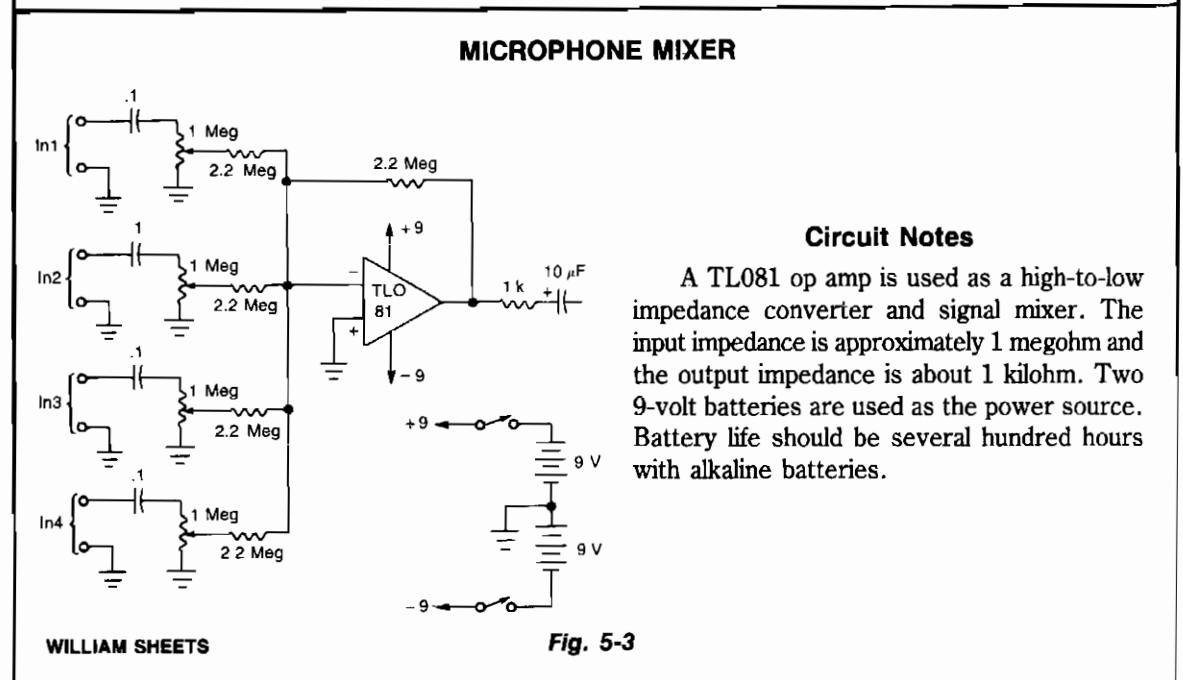 MICROPHONE MIXER
.1
1 Meg
In1
2.2 Meg
2.2 Meg
+9
1
In2
1 Meg
2.2 Meg
−
TLO
81
+
1 k
10 µF
+
−9
.1
In3
1 Meg
2.2 Meg
+9
9 V
.1
In4
1 Meg
2 2 Meg
9 V
−9
Circuit Notes
A TL081 op amp is used as a high-to-low
impedance converter and signal mixer. The
input impedance is approximately 1 megohm and
the output impedance is about 1 kilohm. Two
9-volt batteries are used as the power source.
Battery life should be several hundred hours
with alkaline batteries.
WILLIAM SHEETS
Fig. 5-3